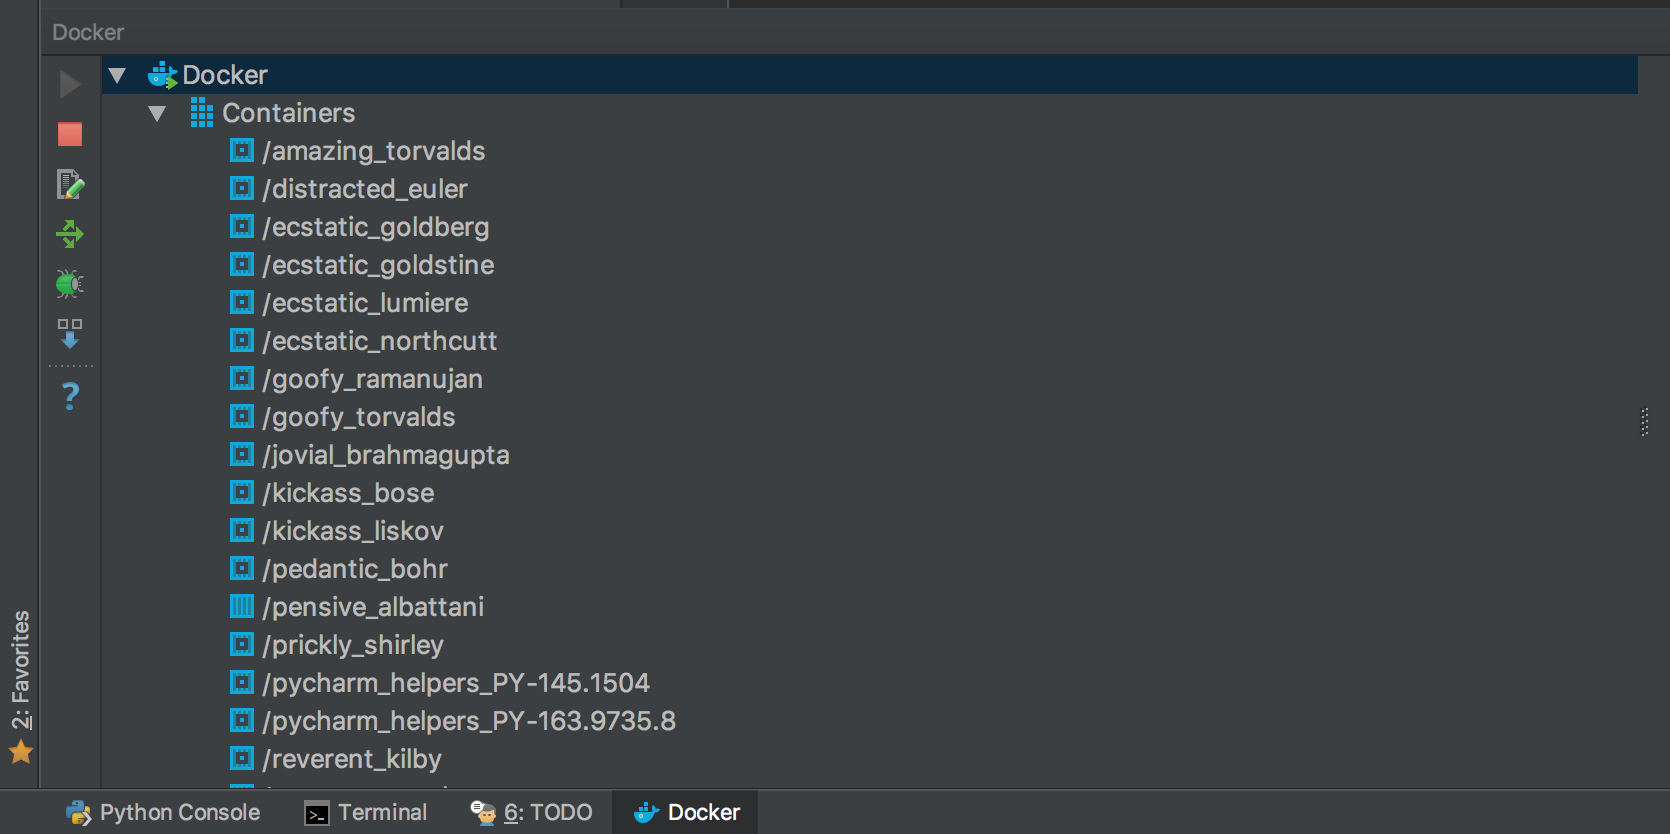 Docker
Docker
Containers
/amazing_torvalds
/distracted_euler
/ecstatic_goldberg
/ecstatic_goldstine
/ecstatic_lumiere
/ecstatic_northcutt
/goofy_ramanujan
/goofy_torvalds
/jovial_brahmagupta
/kickass_bose
/kickass_liskov
/pedantic_bohr
/pensive_albattani
/prickly_shirley
/pycharm_helpers_PY-145.1504
/pycharm_helpers_PY-163.9735.8
/reverent_kilby
2: Favorites
Python Console Terminal 6: TODO Docker